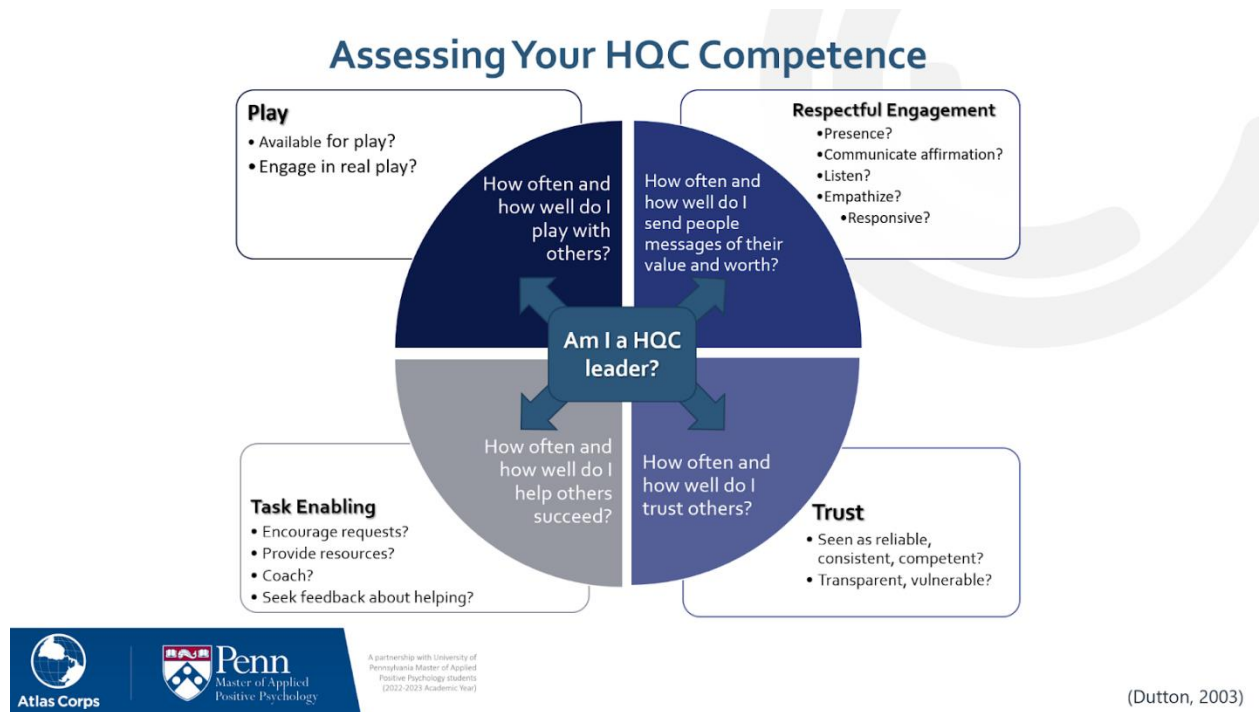 Assessing Your HQC Competence
Play
• Available for play?
• Engage in real play?
Respectful Engagement
•Presence?
•Communicate affirmation?
•Listen?
•Empathize?
•Responsive?
How often and
how well do I
play with
others?
How often and
how well do I
send people
messages of their
value and worth?
Am I a HQC
leader?
How often and
how well do I
help others
succeed?
How often and
how well do I
trust others?
Task Enabling
• Encourage requests?
• Provide resources?
• Coach?
• Seek feedback about helping?
Trust
• Seen as reliable,
consistent, competent?
• Transparent, vulnerable?
Atlas Corps
Penn
Master of Applied
Positive Psychology
A partnership with University of
Pennsylvania Master of Applied
Positive Psychology students
(2022-2023 Academic Year)
(Dutton, 2003)